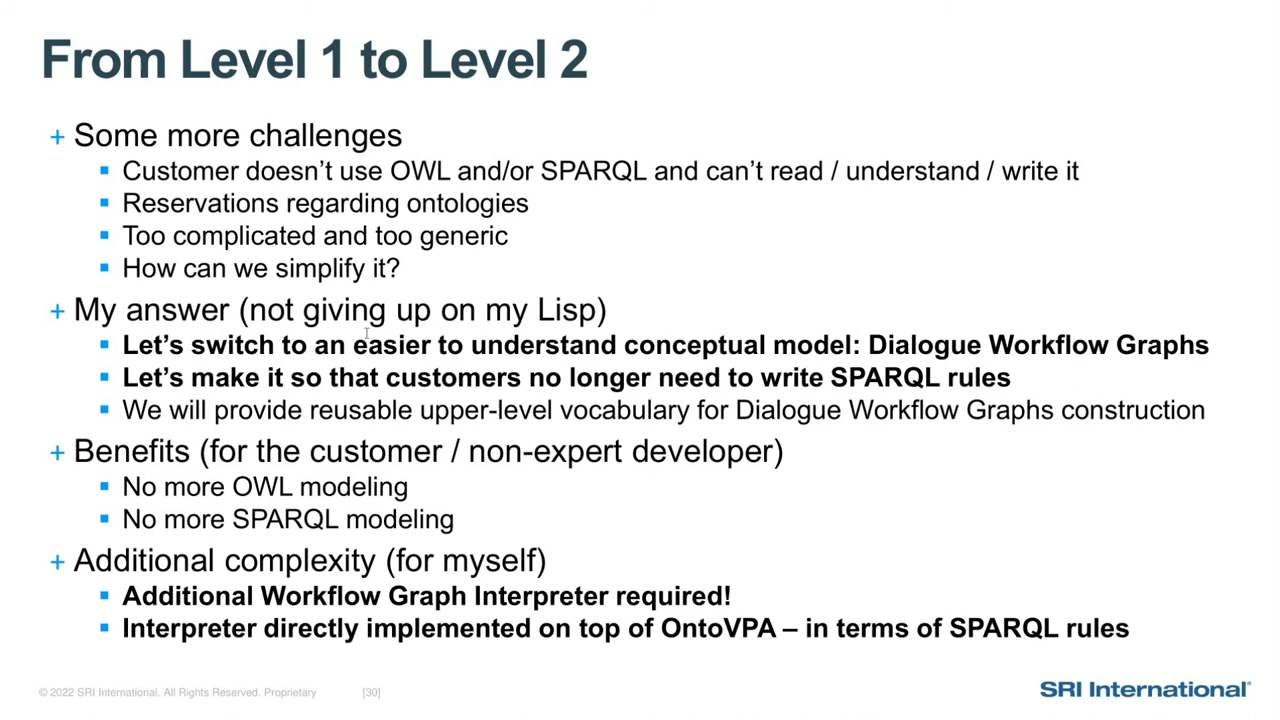 From Level 1 to Level 2
+ Some more challenges
▪ Customer doesn’t use OWL and/or SPARQL and can’t read / understand / write it
▪ Reservations regarding ontologies
▪ Too complicated and too generic
▪ How can we simplify it?
+ My answer (not giving up on my Lisp)
▪ Let’s switch to an easier to understand conceptual model: Dialogue Workflow Graphs
▪ Let’s make it so that customers no longer need to write SPARQL rules
▪ We will provide reusable upper-level vocabulary for Dialogue Workflow Graphs construction
+ Benefits (for the customer / non-expert developer)
▪ No more OWL modeling
▪ No more SPARQL modeling
+ Additional complexity (for myself)
▪ Additional Workflow Graph Interpreter required!
▪ Interpreter directly implemented on top of OntoVPA – in terms of SPARQL rules
© 2022 SRI International. All Rights Reserved. Proprietary [30]
SRI International®